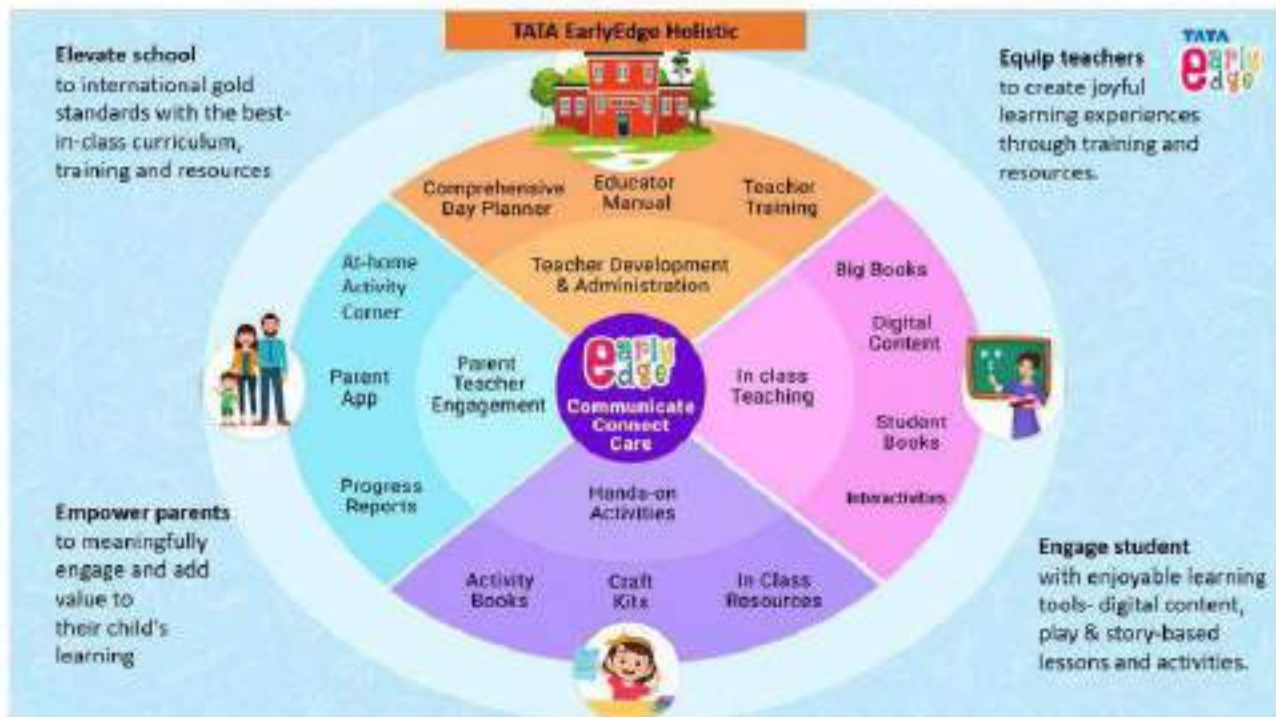 TATA EarlyEdge Holistic
Elevate school
to international gold
standards with the best-
in-class curriculum,
training and resources
TATA
early
edge
Equip teachers
to create joyful
learning experiences
through training and
resources.
Comprehensive
Day Planner
Educator
Manual
Teacher
Training
Teacher Development
& Administration
At-home
Activity
Corner
Parent
App
Progress
Reports
Parent
Teacher
Engagement
early
edge
Communicate
Connect
Care
In class
Teaching
Big Books
Digital
Content
Student
Books
Interactivities
Hands-on
Activities
Activity
Books
Craft
Kits
In Class
Resources
Empower parents
to meaningfully
engage and add
value to
their child's
learning
Engage student
with enjoyable learning
tools- digital content,
play & story-based
lessons and activities.